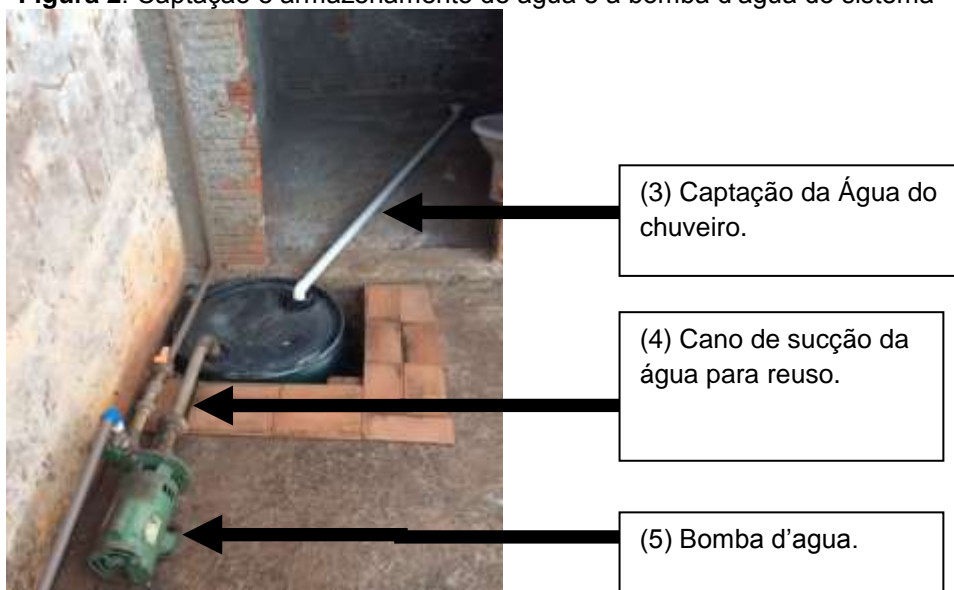 Figura 2. Captação e armazenamento de água e a bomba d'água do sistema
(3) Captação da Água do
chuveiro.
(4) Cano de sucção da
água para reuso.
(5) Bomba d'agua.